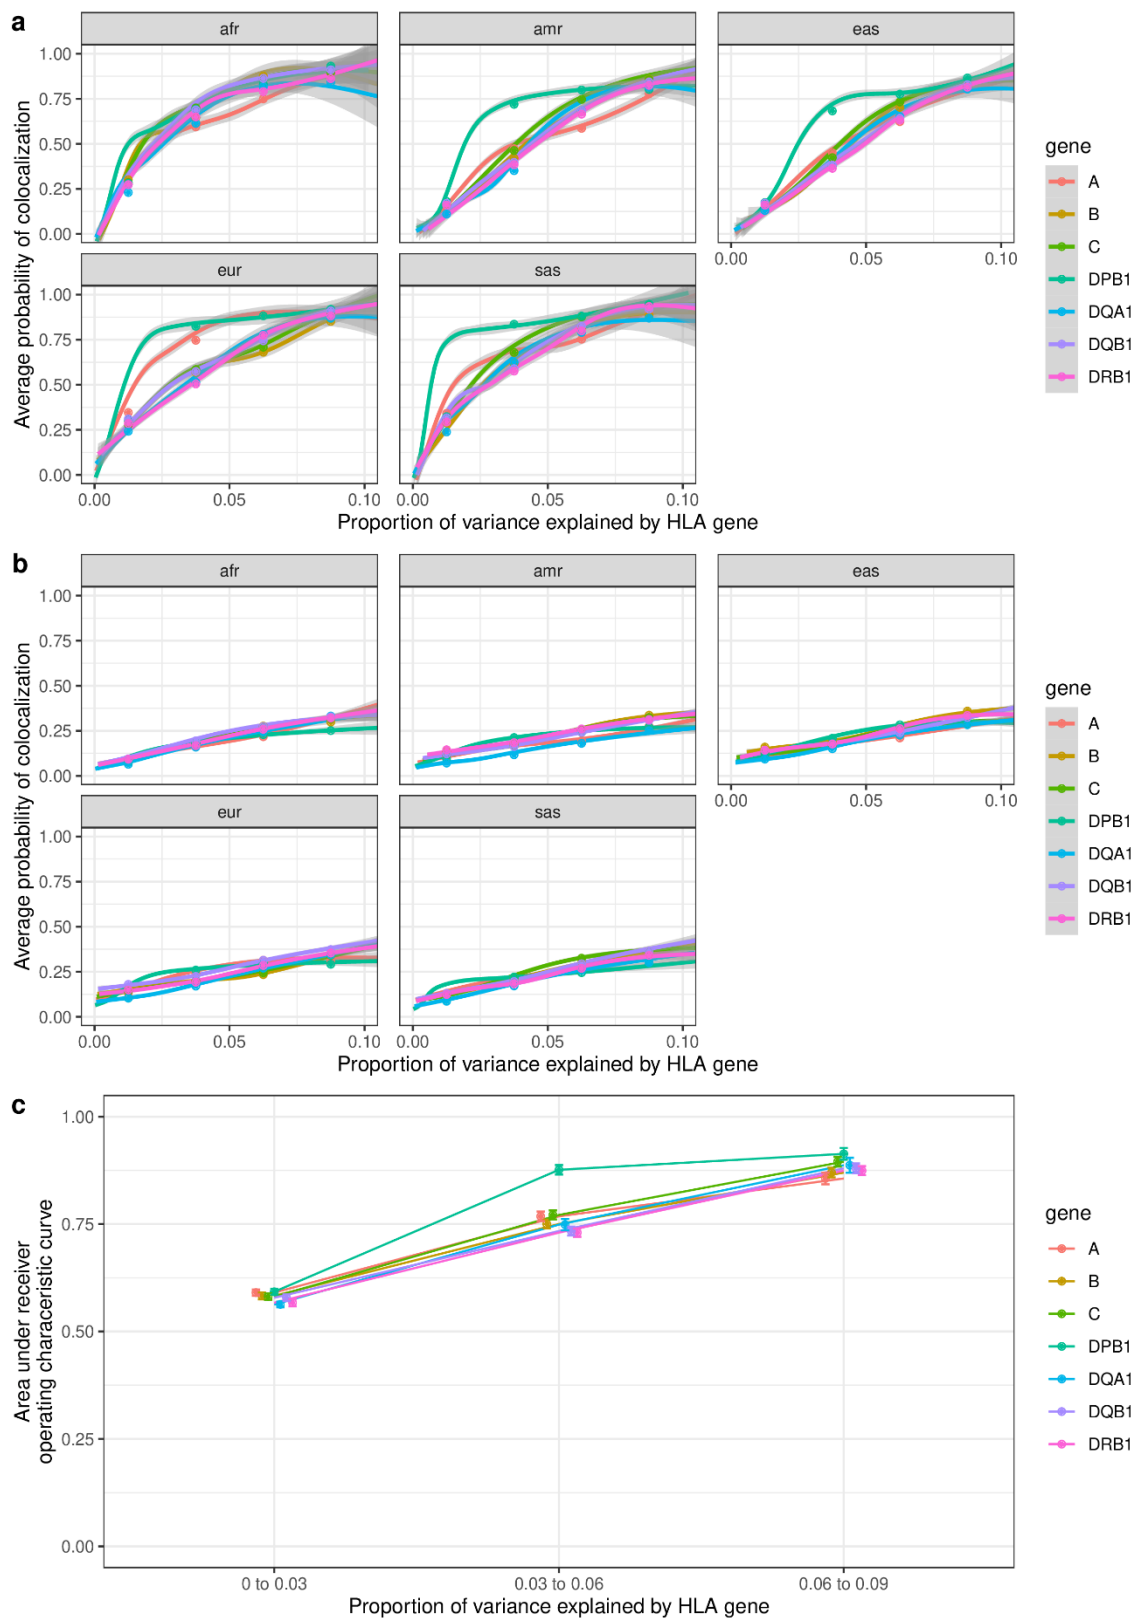 a
afr
amr
eas
1.00
0.75
0.50
0.25
0.00
0.00
0.05
0.10
eur
sas
1.00
0.75
0.50
0.25
0.00
0.00
0.05
0.10
0.00
0.05
0.10
Average probability of colocalization
Proportion of variance explained by HLA gene
gene
A
B
C
DPB1
DQA1
DQB1
DRB1
b
afr
amr
eas
1.00
0.75
0.50
0.25
0.00
0.00
0.05
0.10
eur
sas
1.00
0.75
0.50
0.25
0.00
0.00
0.05
0.10
0.00
0.05
0.10
Average probability of colocalization
Proportion of variance explained by HLA gene
gene
A
B
C
DPB1
DQA1
DQB1
DRB1
c
1.00
0.75
0.50
0.25
0.00
Area under receiver
operating characeristic curve
0 to 0.03
0.03 to 0.06
0.06 to 0.09
Proportion of variance explained by HLA gene
gene
A
B
C
DPB1
DQA1
DQB1
DRB1